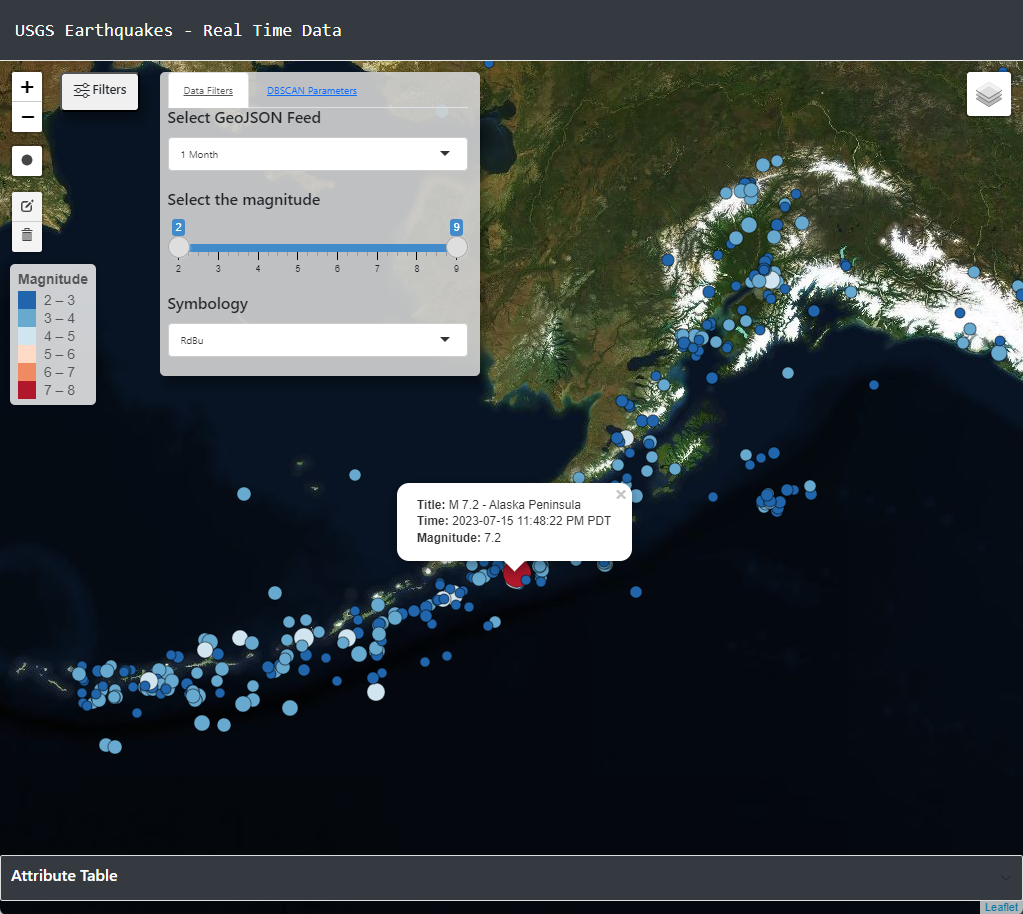 USGS Earthquakes - Real Time Data
+
−
Filters
Data Filters
DBSCAN Parameters
Select GeoJSON Feed
1 Month
Select the magnitude
2
9
2 3 4 5 6 7 8 9
Symbology
RdBu
Magnitude
2 – 3
3 – 4
4 – 5
5 – 6
6 – 7
7 – 8
×
Title: M 7.2 - Alaska Peninsula
Time: 2023-07-15 11:48:22 PM PDT
Magnitude: 7.2
Attribute Table
Leaflet